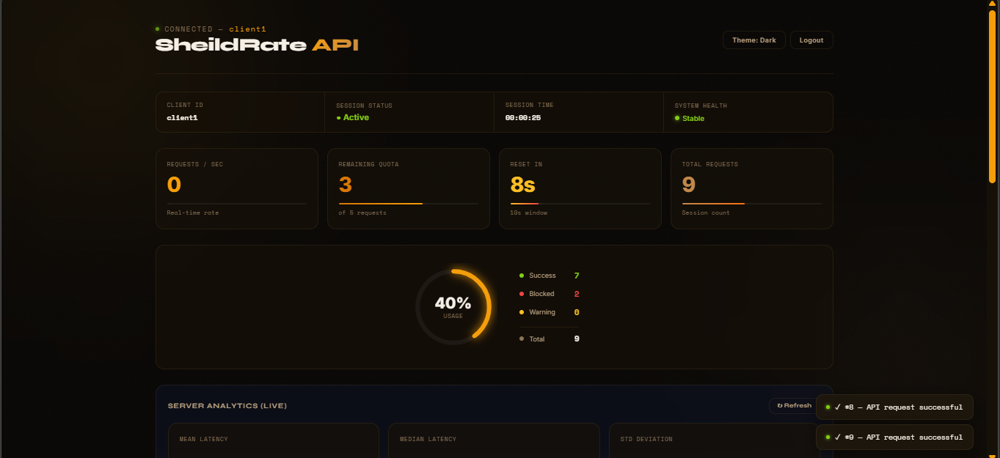 CONNECTED — client1
SheildRate API
Theme: Dark
Logout
CLIENT ID
client1
SESSION STATUS
● Active
SESSION TIME
00:00:25
SYSTEM HEALTH
Stable
REQUESTS / SEC
0
Real-time rate
REMAINING QUOTA
3
of 5 requests
RESET IN
8s
10s window
TOTAL REQUESTS
9
Session count
40%
USAGE
Success 7
Blocked 2
Warning 0
Total 9
SERVER ANALYTICS (LIVE)
↻ Refresh
MEAN LATENCY
MEDIAN LATENCY
STD DEVIATION
✓ #8 — API request successful
✓ #9 — API request successful